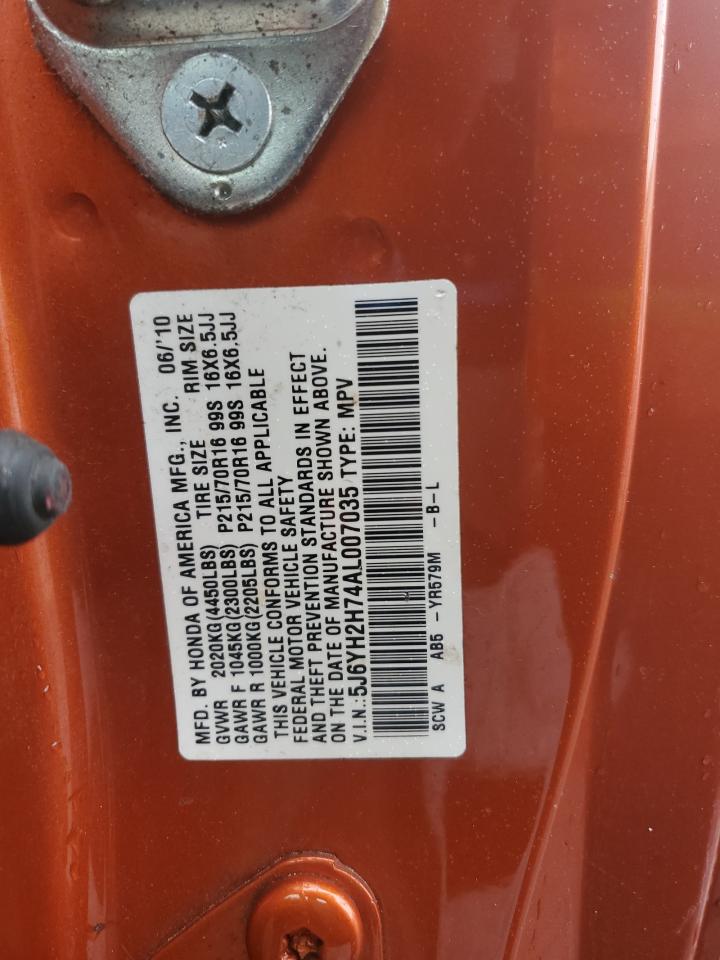 MFD. BY HONDA OF AMERICA MFG., INC. 06/'10
GVWR 2020KG(4450LBS) TIRE SIZE RIM SIZE
GAWR F 1045KG(2300LBS) P215/70R16 99S 16X6.5JJ
GAWR R 1000KG(2205LBS) P215/70R16 99S 16X6.5JJ
THIS VEHICLE CONFORMS TO ALL APPLICABLE
FEDERAL MOTOR VEHICLE SAFETY
AND THEFT PREVENTION STANDARDS IN EFFECT
ON THE DATE OF MANUFACTURE SHOWN ABOVE.
V.I.N.:5J6YH2H74AL007035 TYPE: MPV
SCW A AB5 -YR579M -B-L